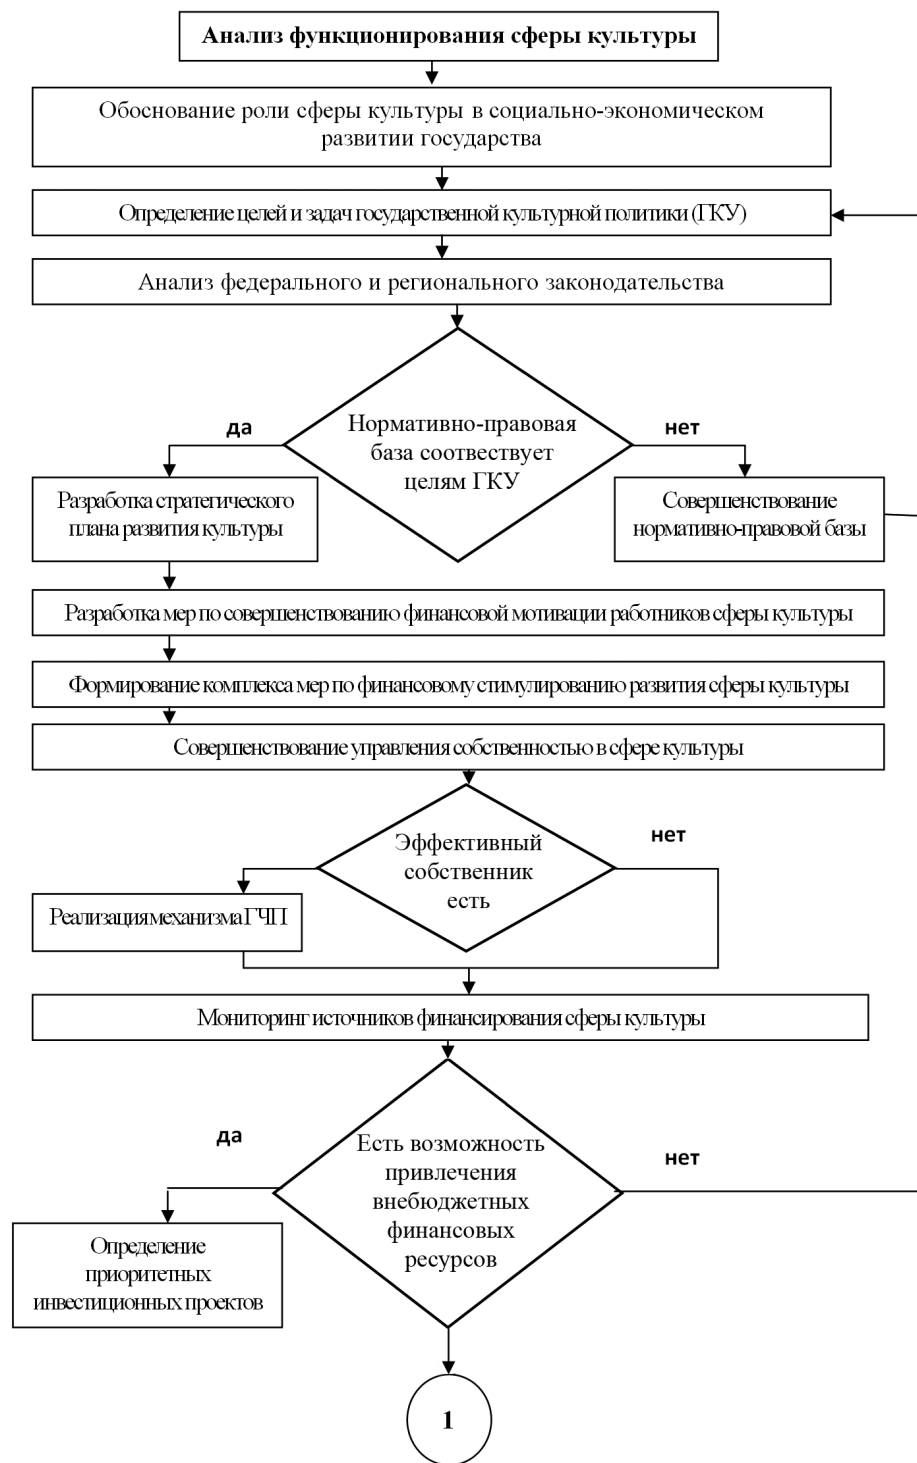 Анализ функционирования сферы культуры
Обоснование роли сферы культуры в социально-экономическом
развитии государства
Определение целей и задач государственной культурной политики (ГКУ)
Анализ федерального и регионального законодательства
да
Нормативно-правовая
база соотвествует
целям ГКУ
нет
Разработка стратегического
плана развития культуры
Совершенствование
нормативно-правовой базы
Разработка мер по совершенствованию финансовой мотивации работников сферы культуры
Формирование комплекса мер по финансовому стимулированию развития сферы культуры
Совершенствование управления собственностью в сфере культуры
Эффективный
собственник
есть
нет
Реализация механизма ГЧП
Мониторинг источников финансирования сферы культуры
да
Есть возможность
привлечения
внебюджетных
финансовых
ресурсов
нет
Определение
приоритетных
инвестиционных проектов
1